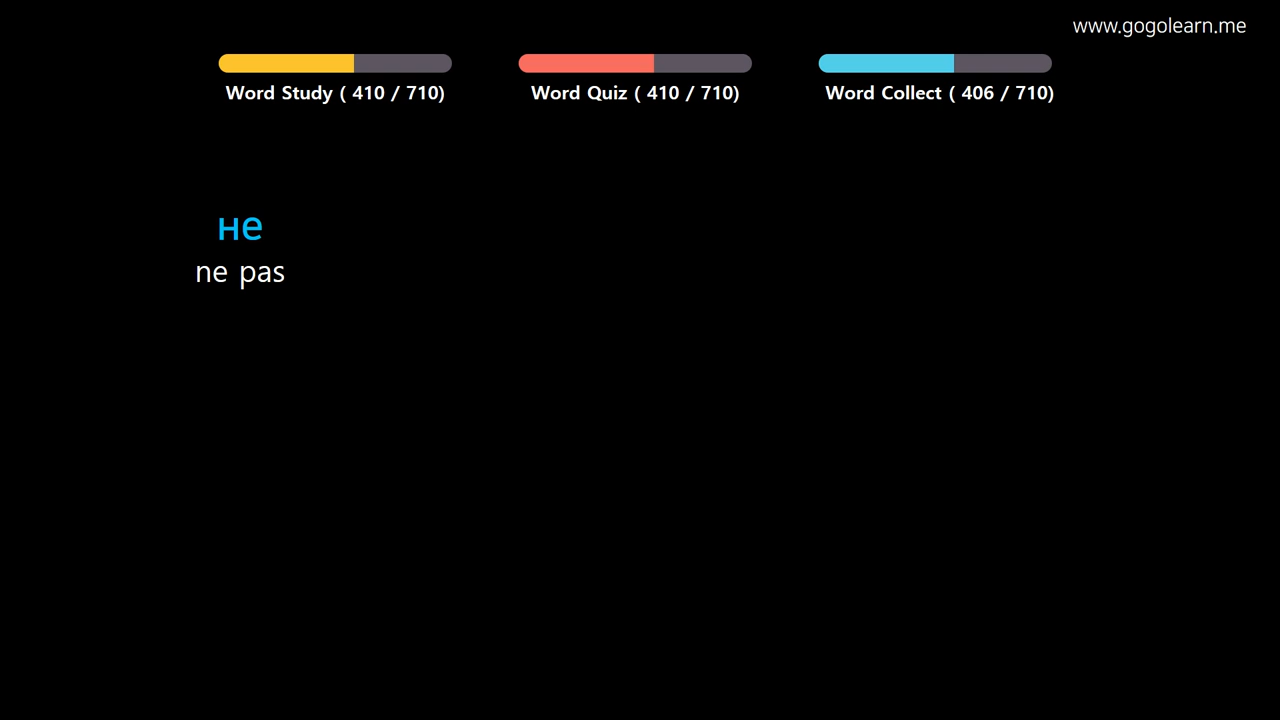 www.gogolearn.me
Word Study ( 410 / 710)
Word Quiz ( 410 / 710)
Word Collect ( 406 / 710)
не
ne pas